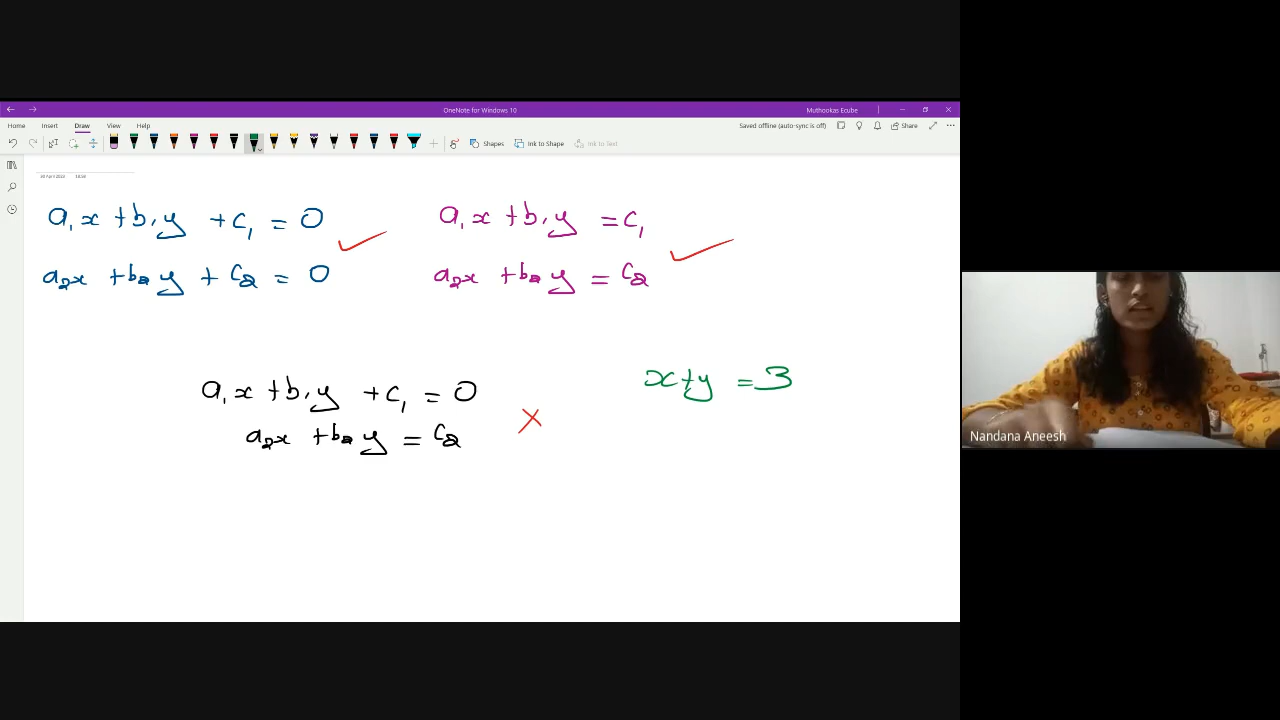 OneNote for Windows 10
Muthookas Ecube
Home Insert Draw View Help
Saved offline (auto-sync is off)
Share
Shapes Ink to Shape Ink to Text
a₁x + b₁y + c₁ = 0
a₂x + b₂y + c₂ = 0
a₁x + b₁y = c₁
a₂x + b₂y = c₂
a₁x + b₁y + c₁ = 0
a₂x + b₂y = c₂
x+y = 3
Nandana Aneesh